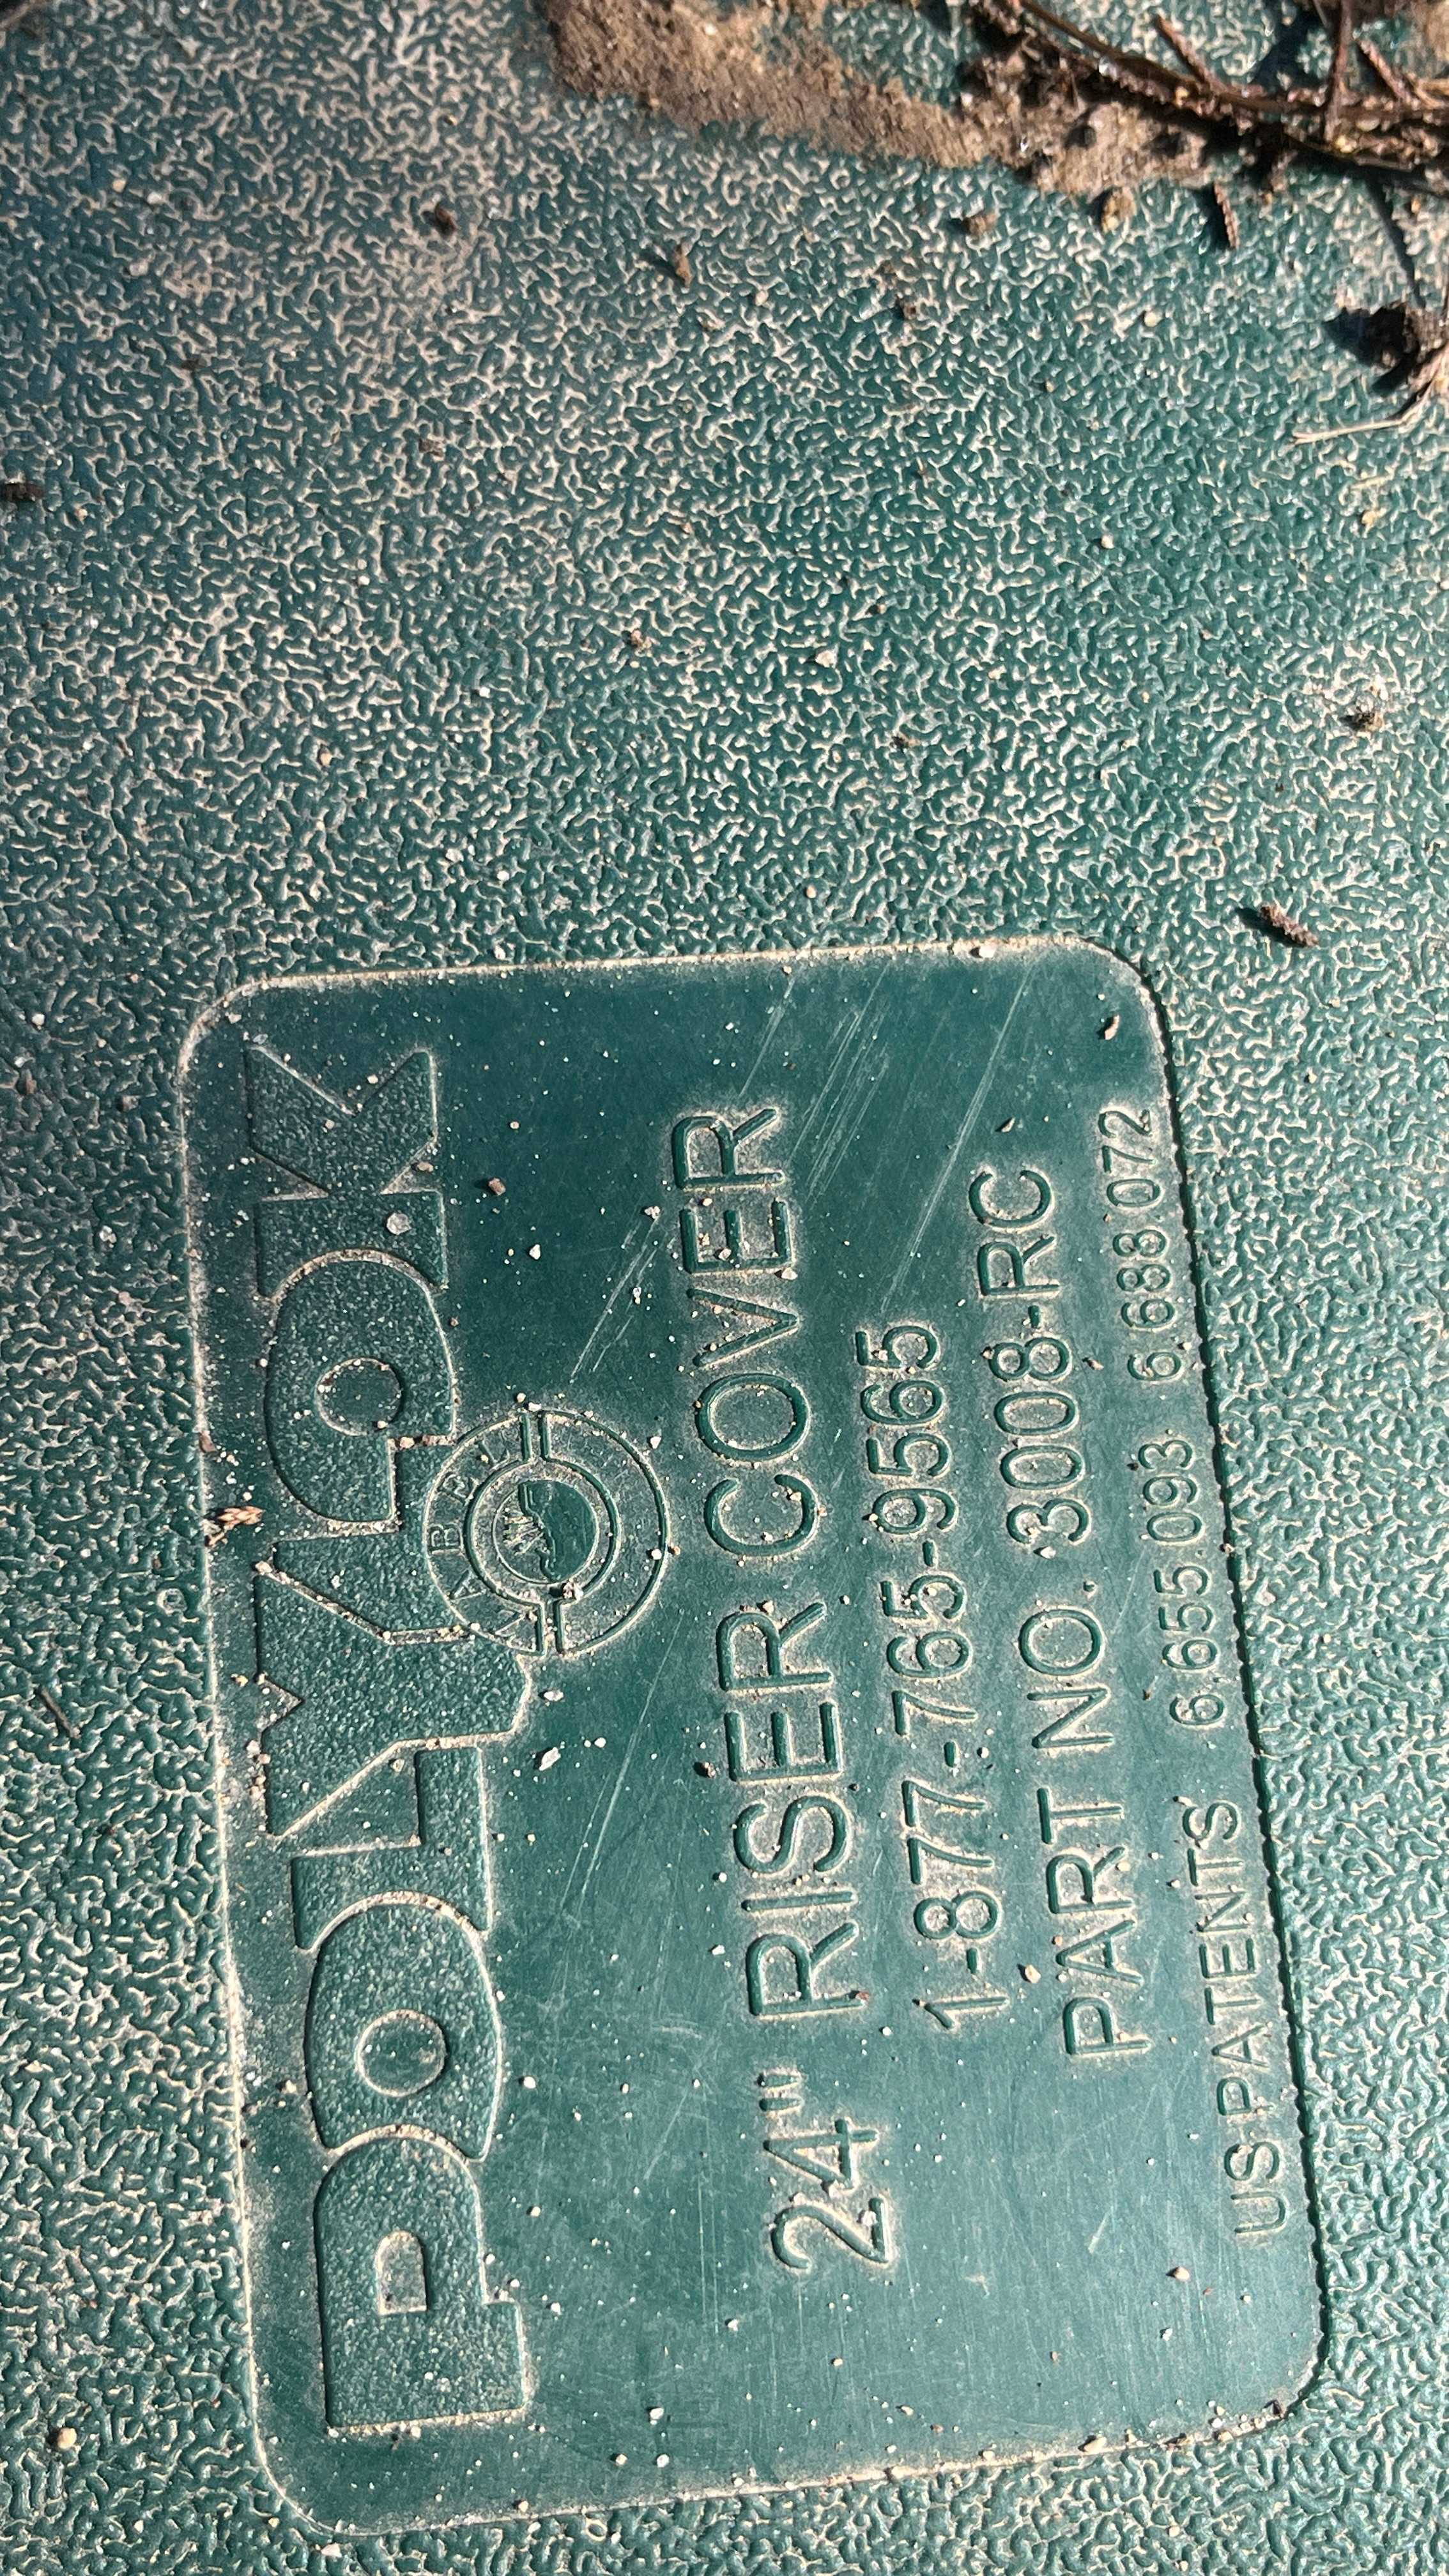 POLYLOK
ZABEL
24" RISER COVER
1-877-765-9565
PART NO. 3008-RC
US PATENTS 6.655.093 6.688.072